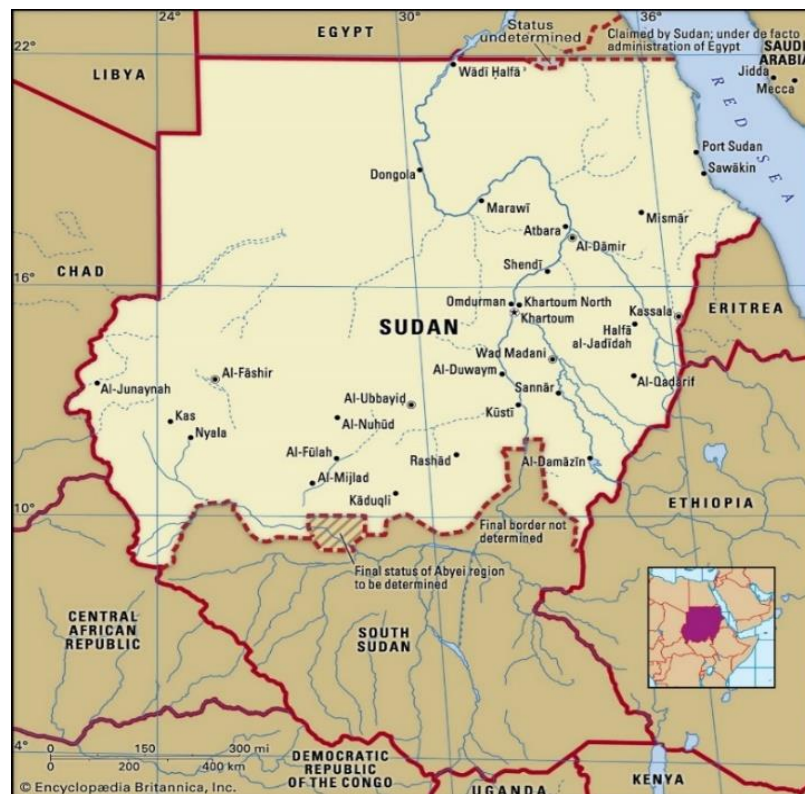 24°
30°
36°
EGYPT
Status
undetermined
Claimed by Sudan; under de facto
administration of Egypt
22°
SAUDI
ARABIA
LIBYA
Wādī Ḥalfāʾ
Jidda
Mecca
RED SEA
Port Sudan
Sawākin
Dongola
Marawī
Mismār
Atbara
Al-Dāmir
CHAD
Shendī
16°
Omdurman
Khartoum North
Khartoum
Kassala
ERITREA
SUDAN
Halfā
al-Jadīdah
Wad Madanī
Al-Duwaym
Al-Fāshir
Al-Junaynah
Sannār
Al-Qaḍārif
Al-Ubbayiḍ
Kas
Al-Nuhūd
Kūstī
Nyala
Al-Fūlah
Rashād
Al-Damāzīn
Al-Mijlad
Kāduqlī
ETHIOPIA
10°
Final border not
determined
Final status of Abyei region
to be determined
CENTRAL
AFRICAN
REPUBLIC
SOUTH
SUDAN
0 150 300 mi
0 200 400 km
4°
DEMOCRATIC
REPUBLIC
OF THE CONGO
UGANDA
KENYA
© Encyclopædia Britannica, Inc.